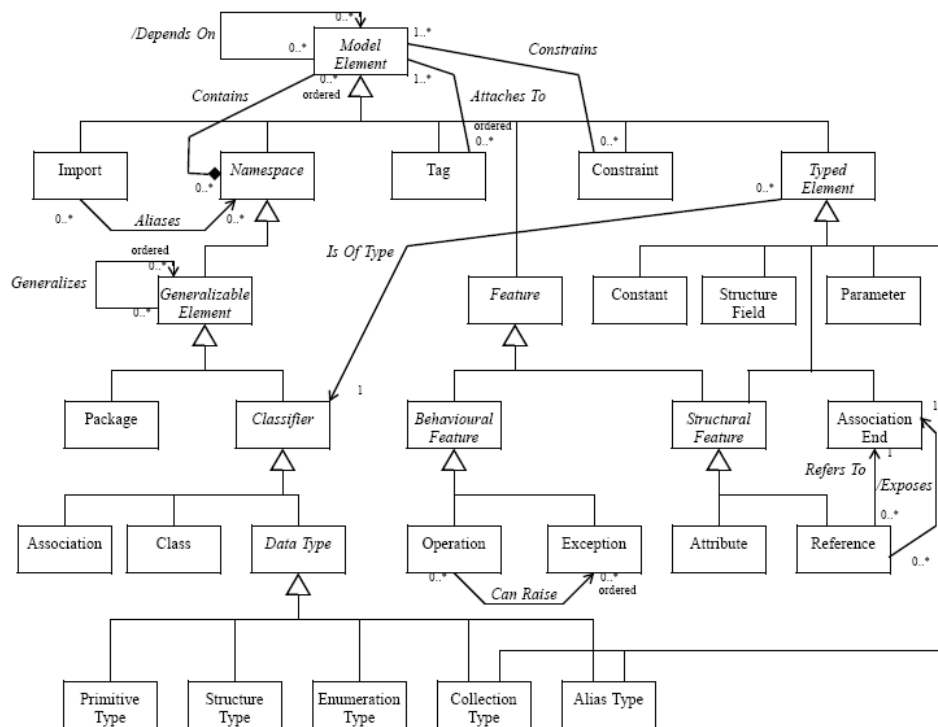 0..*
/Depends On
0..*
Model
Element
1..*
Constrains
0..*
ordered
1..*
Contains
Attaches To
ordered
0..*
0..*
Import
Namespace
Tag
Constraint
Typed
Element
0..*
0..*
0..*
Aliases
0..*
Is Of Type
ordered
0..*
Generalizes
0..*
Generalizable
Element
Feature
Constant
Structure
Field
Parameter
1
Package
Classifier
Behavioural
Feature
Structural
Feature
Association
End
1
1
Refers To
/Exposes
0..*
0..*
Association
Class
Data Type
Operation
Exception
Attribute
Reference
0..*
0..*
ordered
Can Raise
Primitive
Type
Structure
Type
Enumeration
Type
Collection
Type
Alias Type